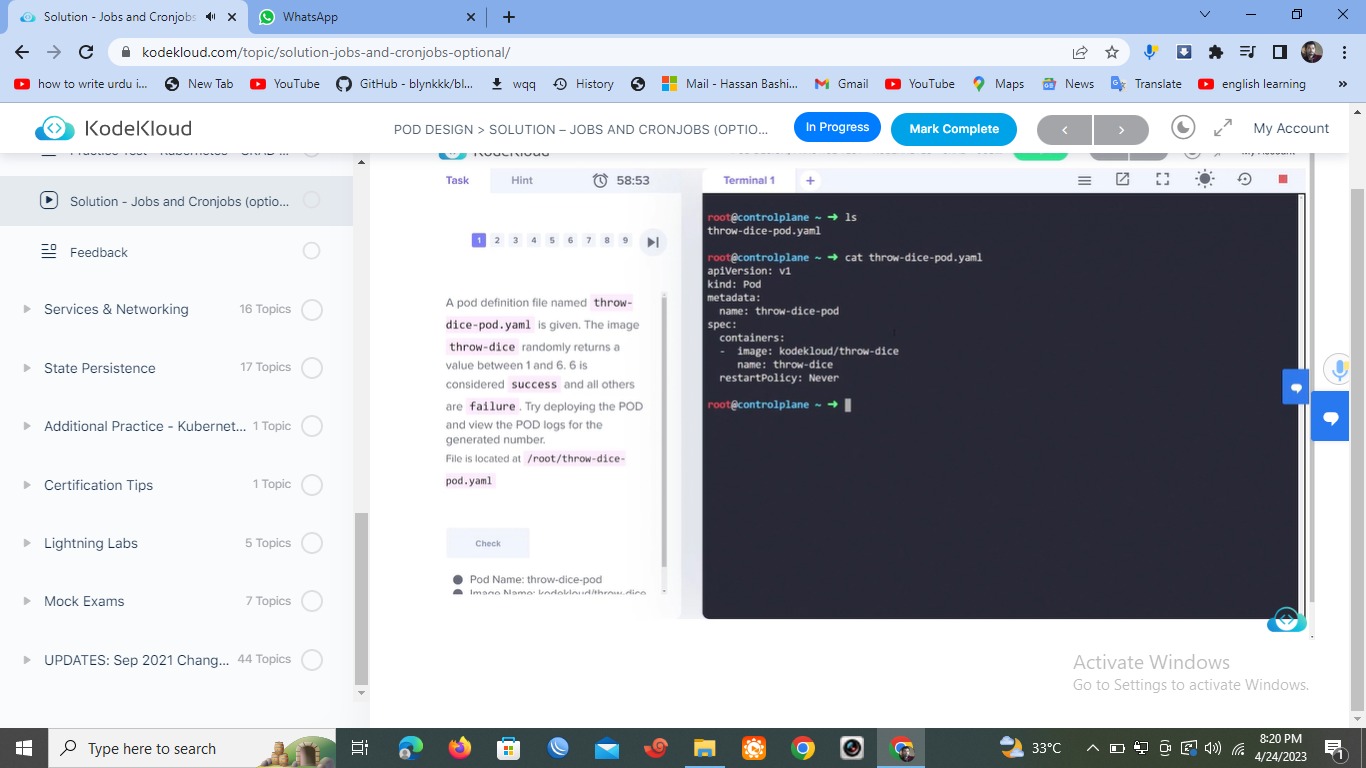 Solution - Jobs and Cronjobs
WhatsApp
kodekloud.com/topic/solution-jobs-and-cronjobs-optional/
how to write urdu i...
New Tab
YouTube
GitHub - blynkkk/bl...
wqq
History
Mail - Hassan Bashi...
Gmail
YouTube
Maps
News
Translate
english learning
»
KodeKloud
POD DESIGN > SOLUTION – JOBS AND CRONJOBS (OPTIO...
In Progress
Mark Complete
<
>
My Account
Solution - Jobs and Cronjobs (optio...
Feedback
Services & Networking 16 Topics
State Persistence 17 Topics
Additional Practice - Kubernet... 1 Topic
Certification Tips 1 Topic
Lightning Labs 5 Topics
Mock Exams 7 Topics
UPDATES: Sep 2021 Chang... 44 Topics
Task
Hint
58:53
1 2 3 4 5 6 7 8 9
A pod definition file named throw-
dice-pod.yaml is given. The image
throw-dice randomly returns a
value between 1 and 6. 6 is
considered success and all others
are failure. Try deploying the POD
and view the POD logs for the
generated number.
File is located at /root/throw-dice-
pod.yaml
Check
Pod Name: throw-dice-pod
Image Name: kodekloud/throw-dice
Terminal 1
+
root@controlplane ~ ➜ ls
throw-dice-pod.yaml
root@controlplane ~ ➜ cat throw-dice-pod.yaml
apiVersion: v1
kind: Pod
metadata:
  name: throw-dice-pod
spec:
  containers:
  -  image: kodekloud/throw-dice
     name: throw-dice
  restartPolicy: Never
root@controlplane ~ ➜
Activate Windows
Go to Settings to activate Windows.
Type here to search
33°C
8:20 PM
4/24/2023
1